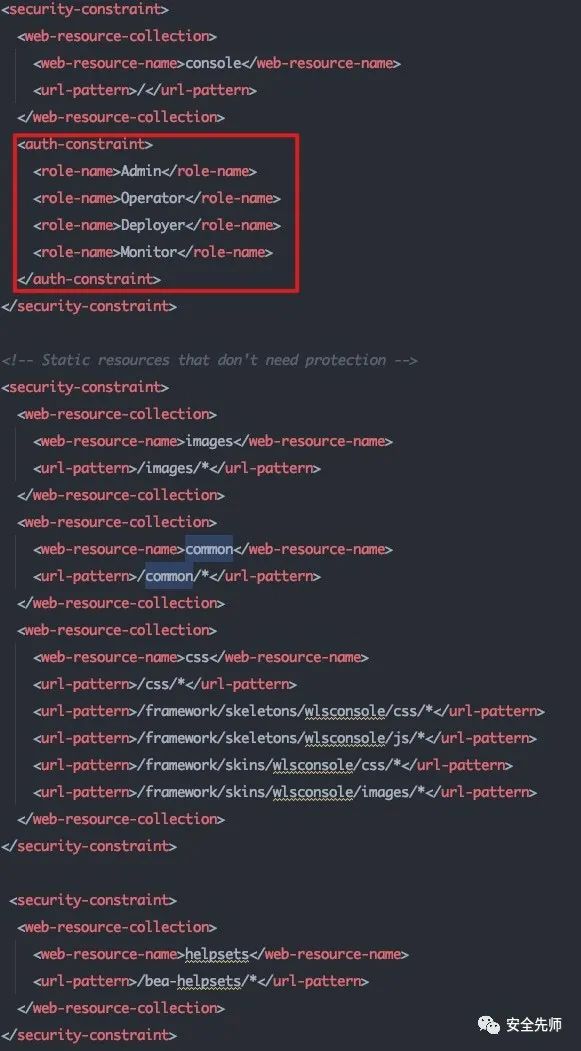 <security-constraint>
<web-resource-collection>
<web-resource-name>console</web-resource-name>
<url-pattern>/</url-pattern>
</web-resource-collection>
<auth-constraint>
<role-name>Admin</role-name>
<role-name>Operator</role-name>
<role-name>Deployer</role-name>
<role-name>Monitor</role-name>
</auth-constraint>
</security-constraint>
<!-- Static resources that don't need protection -->
<security-constraint>
<web-resource-collection>
<web-resource-name>images</web-resource-name>
<url-pattern>/images/*</url-pattern>
</web-resource-collection>
<web-resource-collection>
<web-resource-name>common</web-resource-name>
<url-pattern>/common/*</url-pattern>
</web-resource-collection>
<web-resource-collection>
<web-resource-name>css</web-resource-name>
<url-pattern>/css/*</url-pattern>
<url-pattern>/framework/skeletons/wlsconsole/css/*</url-pattern>
<url-pattern>/framework/skeletons/wlsconsole/js/*</url-pattern>
<url-pattern>/framework/skins/wlsconsole/css/*</url-pattern>
<url-pattern>/framework/skins/wlsconsole/images/*</url-pattern>
</web-resource-collection>
</security-constraint>
<security-constraint>
<web-resource-collection>
<web-resource-name>helpsets</web-resource-name>
<url-pattern>/bea-helpsets/*</url-pattern>
</web-resource-collection>
</security-constraint>
安全先师